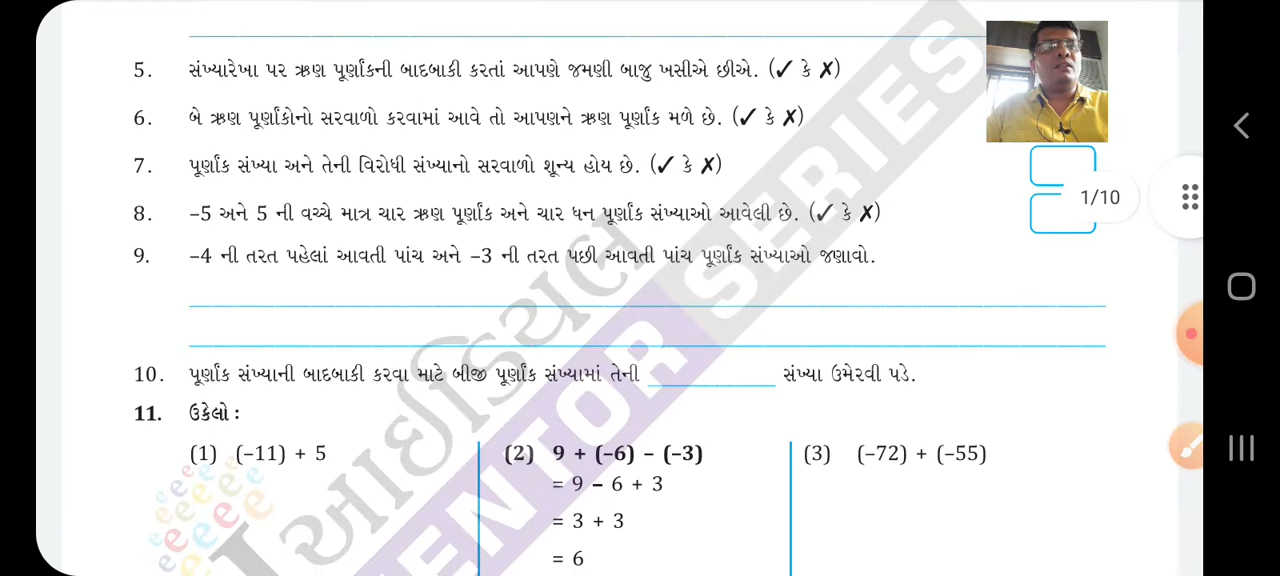 5. સંખ્યારેખા પર ઋણ પૂર્ણાંકની બાદબાકી કરતાં આપણે જમણી બાજુ ખસીએ છીએ. (✓ કે ✗)
6. બે ઋણ પૂર્ણાંકોનો સરવાળો કરવામાં આવે તો આપણને ઋણ પૂર્ણાંક મળે છે. (✓ કે ✗)
7. પૂર્ણાંક સંખ્યા અને તેની વિરોધી સંખ્યાનો સરવાળો શૂન્ય હોય છે. (✓ કે ✗)
1/10
8. –5 અને 5 ની વચ્ચે માત્ર ચાર ઋણ પૂર્ણાંક અને ચાર ધન પૂર્ણાંક સંખ્યાઓ આવેલી છે. (✓ કે ✗)
9. –4 ની તરત પહેલાં આવતી પાંચ અને –3 ની તરત પછી આવતી પાંચ પૂર્ણાંક સંખ્યાઓ જણાવો.
10. પૂર્ણાંક સંખ્યાની બાદબાકી કરવા માટે બીજી પૂર્ણાંક સંખ્યામાં તેની ____________ સંખ્યા ઉમેરવી પડે.
11. ઉકેલો :
(1) (–11) + 5
(2) 9 + (–6) – (–3)
= 9 – 6 + 3
= 3 + 3
= 6
(3) (–72) + (–55)
આઈડિયલ
MENTOR SERIES